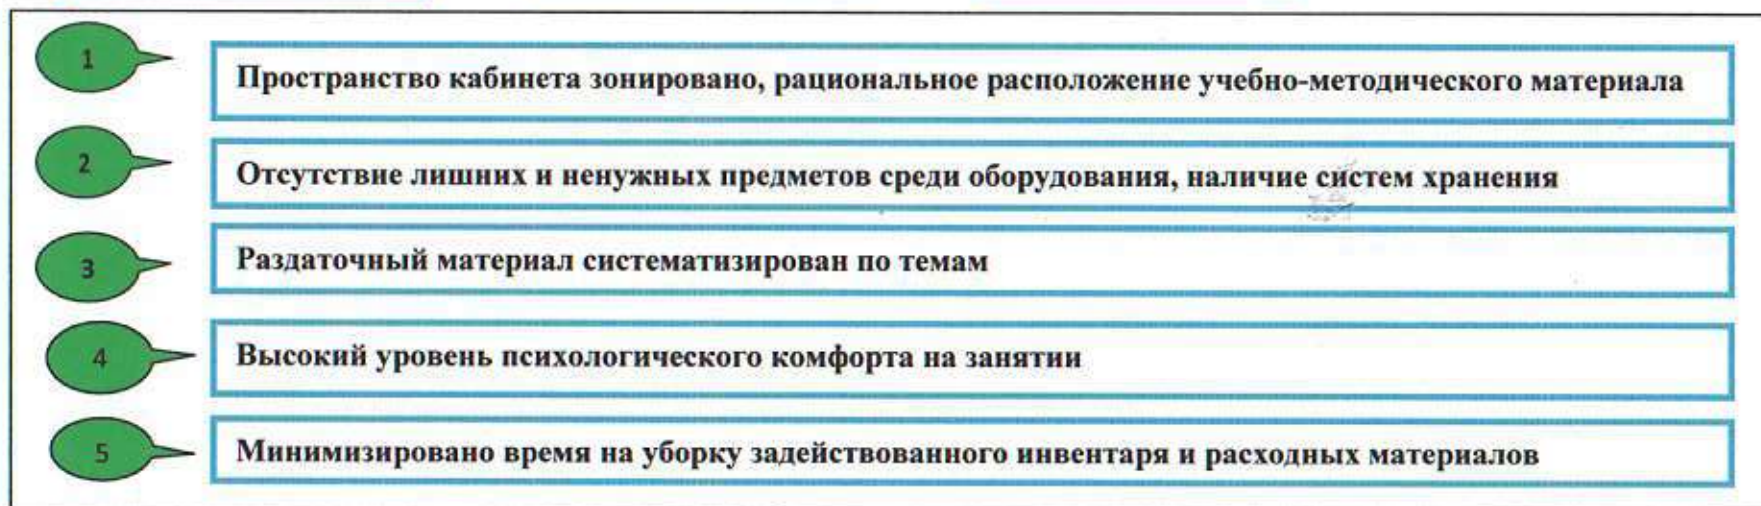 1
Пространство кабинета зонировано, рациональное расположение учебно-методического материала
2
Отсутствие лишних и ненужных предметов среди оборудования, наличие систем хранения
3
Раздаточный материал систематизирован по темам
4
Высокий уровень психологического комфорта на занятии
5
Минимизировано время на уборку задействованного инвентаря и расходных материалов